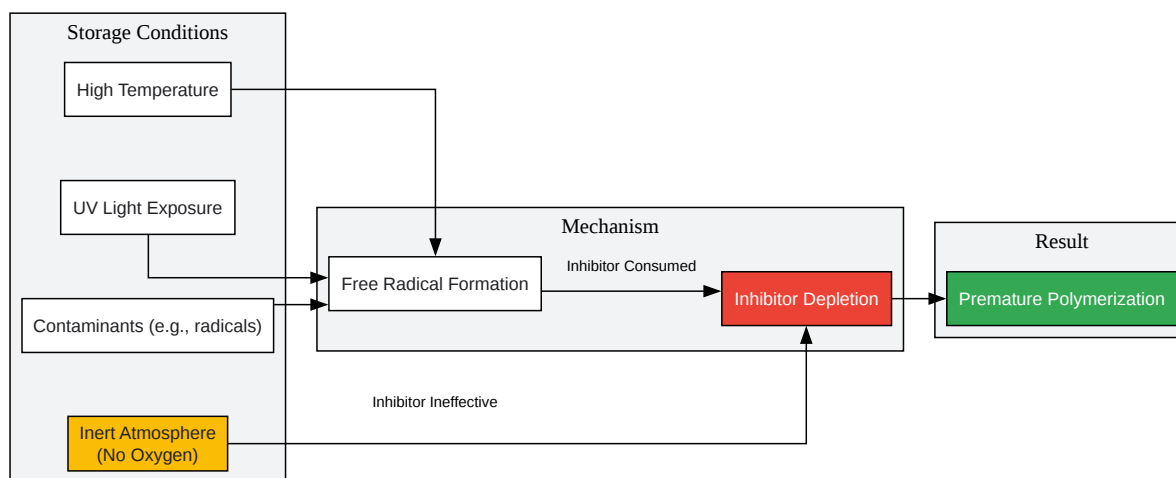 Storage Conditions
High Temperature
UV Light Exposure
Contaminants (e.g., radicals)
Inert Atmosphere
(No Oxygen)
Mechanism
Free Radical Formation
Inhibitor Consumed
Inhibitor Depletion
Inhibitor Ineffective
Result
Premature Polymerization